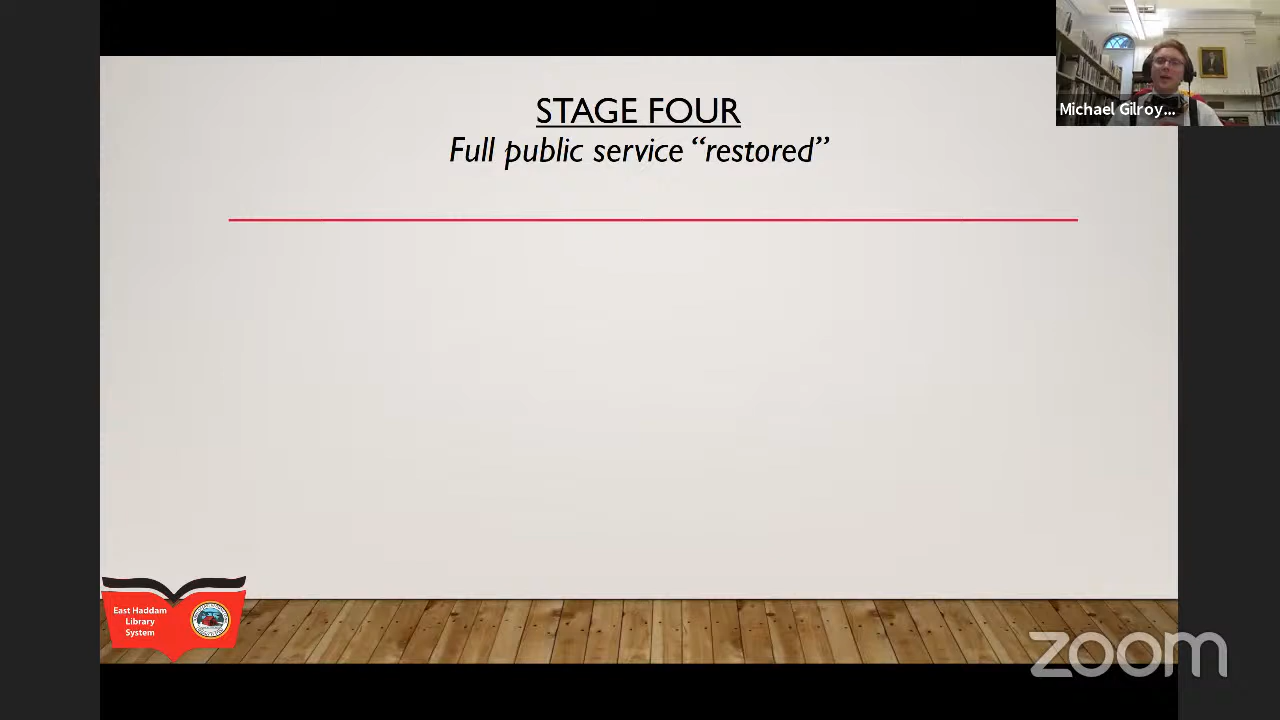 STAGE FOUR
Full public service “restored”
Michael Gilroy...
East Haddam
Library
System
zoom